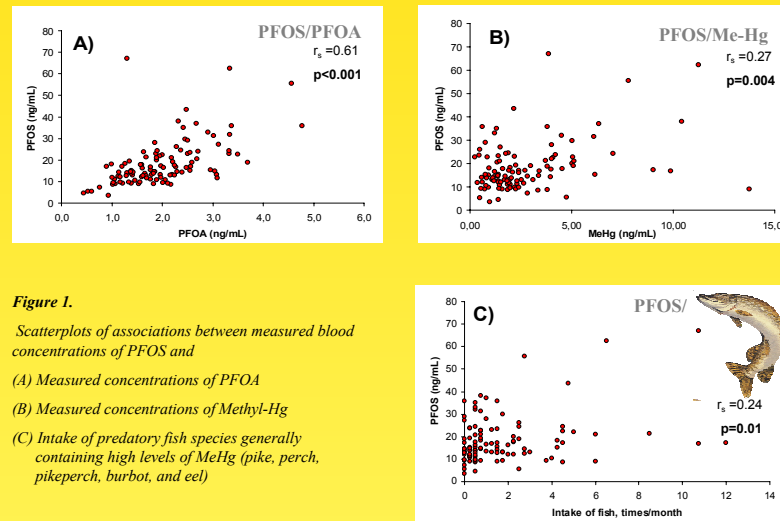 A)
PFOS/PFOA
rs =0.61
p<0.001
PFOS (ng/mL)
80
70
60
50
40
30
20
10
0
0,0 1,0 2,0 3,0 4,0 5,0 6,0
PFOA (ng/mL)
B)
PFOS/Me-Hg
rs =0.27
p=0.004
PFOS (ng/mL)
80
70
60
50
40
30
20
10
0
0,00 5,00 10,00 15,0
MeHg (ng/mL)
Figure 1.
Scatterplots of associations between measured blood
concentrations of PFOS and
(A) Measured concentrations of PFOA
(B) Measured concentrations of Methyl-Hg
(C) Intake of predatory fish species generally
containing high levels of MeHg (pike, perch,
pikeperch, burbot, and eel)
C)
PFOS/
rs =0.24
p=0.01
PFOS (ng/mL)
80
70
60
50
40
30
20
10
0
0 2 4 6 8 10 12 14
Intake of fish, times/month